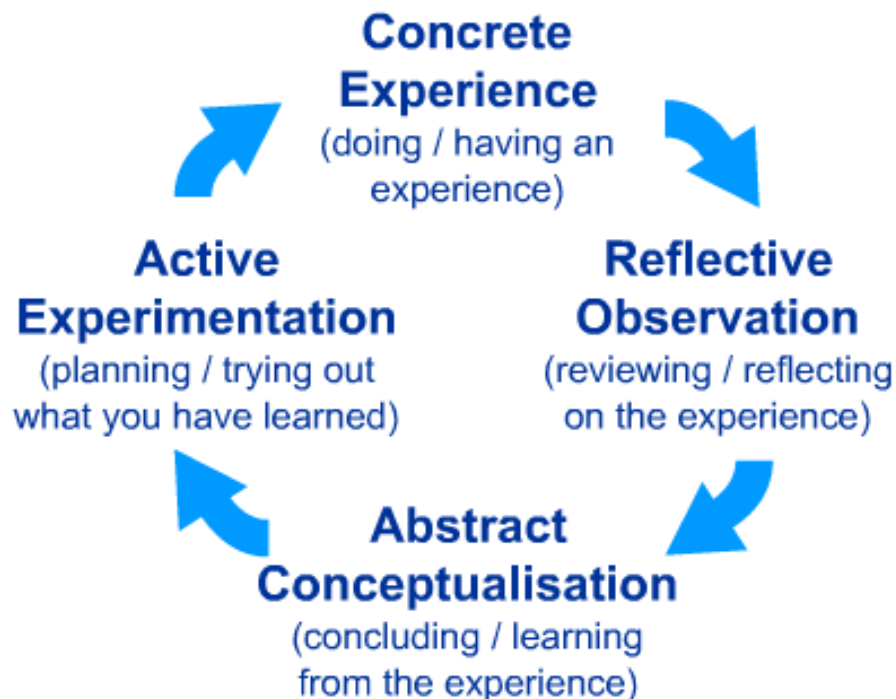 Concrete
Experience
(doing / having an
experience)
Reflective
Observation
(reviewing / reflecting
on the experience)
Abstract
Conceptualisation
(concluding / learning
from the experience)
Active
Experimentation
(planning / trying out
what you have learned)